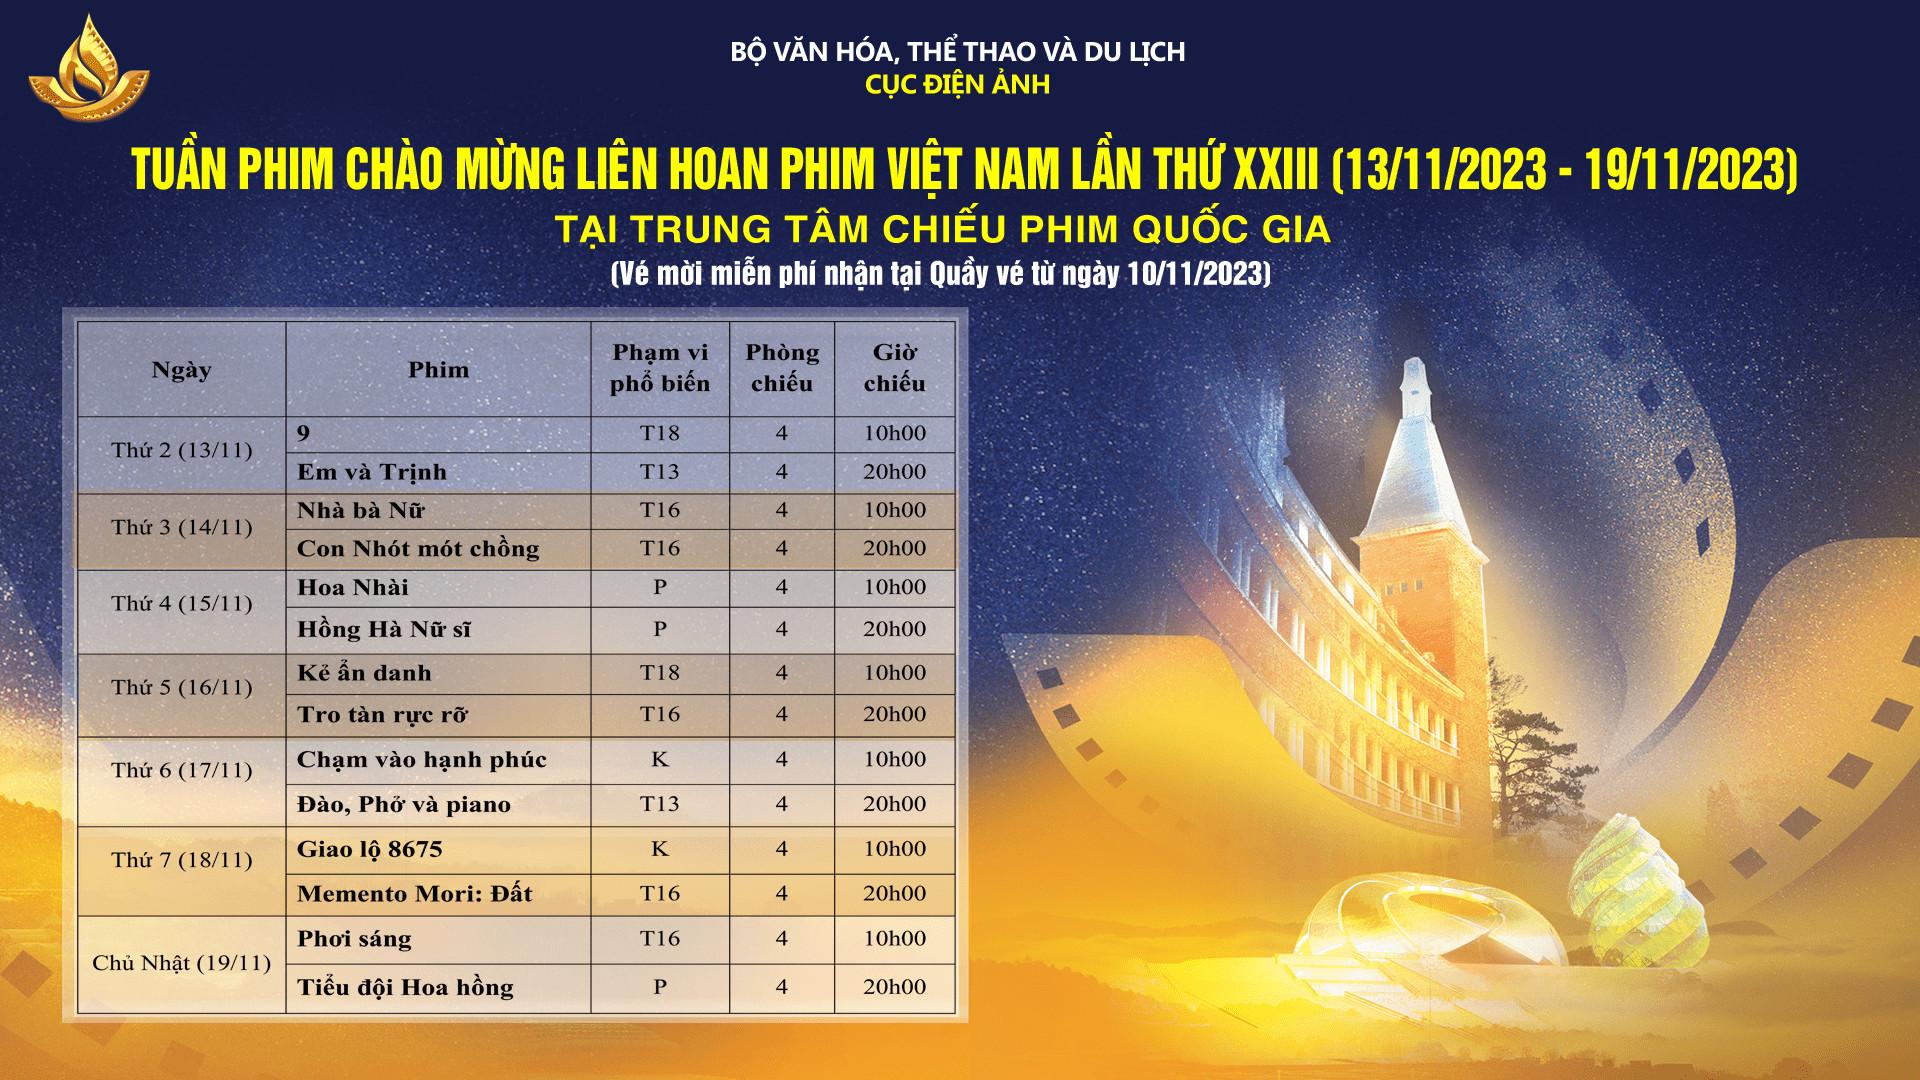 BỘ VĂN HÓA, THỂ THAO VÀ DU LỊCH
CỤC ĐIỆN ẢNH
TUẦN PHIM CHÀO MỪNG LIÊN HOAN PHIM VIỆT NAM LẦN THỨ XXIII (13/11/2023 - 19/11/2023)
TẠI TRUNG TÂM CHIẾU PHIM QUỐC GIA
(Vé mời miễn phí nhận tại Quầy vé từ ngày 10/11/2023)
Ngày Phim Phạm vi phổ biến Phòng chiếu Giờ chiếu
Thứ 2 (13/11) 9 T18 4 10h00
Em và Trịnh T13 4 20h00
Thứ 3 (14/11) Nhà bà Nữ T16 4 10h00
Con Nhót mót chồng T16 4 20h00
Thứ 4 (15/11) Hoa Nhài P 4 10h00
Hồng Hà Nữ sĩ P 4 20h00
Thứ 5 (16/11) Kẻ ẩn danh T18 4 10h00
Tro tàn rực rỡ T16 4 20h00
Thứ 6 (17/11) Chạm vào hạnh phúc K 4 10h00
Đào, Phở và piano T13 4 20h00
Thứ 7 (18/11) Giao lộ 8675 K 4 10h00
Memento Mori: Đất T16 4 20h00
Chủ Nhật (19/11) Phơi sáng T16 4 10h00
Tiểu đội Hoa hồng P 4 20h00